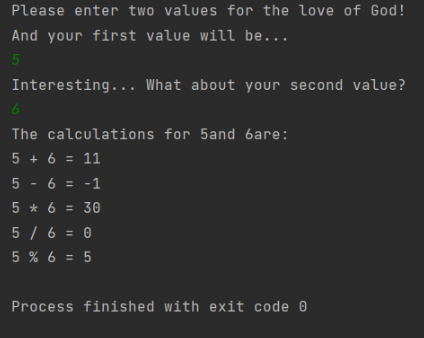 Please enter two values for the love of God!
And your first value will be...
5
Interesting... What about your second value?
6
The calculations for 5and 6are:
5 + 6 = 11
5 - 6 = -1
5 * 6 = 30
5 / 6 = 0
5 % 6 = 5
Process finished with exit code 0